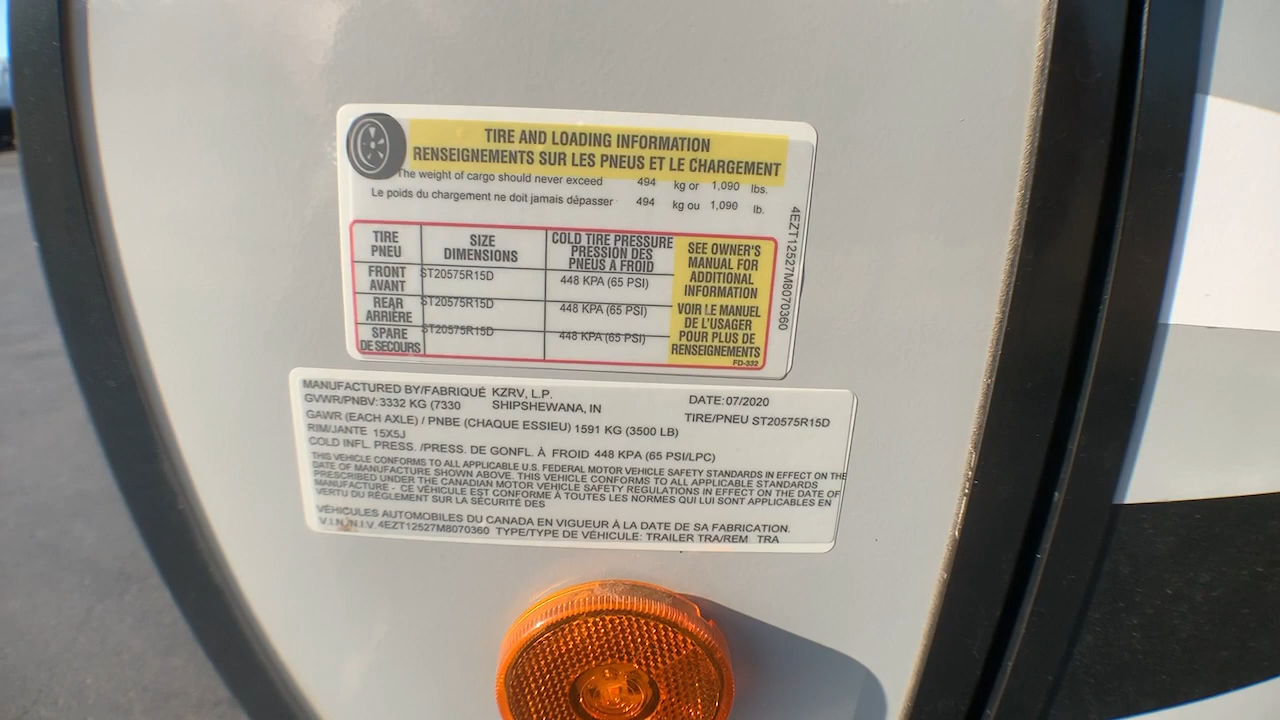 TIRE AND LOADING INFORMATION
RENSEIGNEMENTS SUR LES PNEUS ET LE CHARGEMENT
The weight of cargo should never exceed 494 kg or 1,090 lbs.
Le poids du chargement ne doit jamais dépasser 494 kg ou 1,090 lb.
TIRE PNEU SIZE DIMENSIONS COLD TIRE PRESSURE PRESSION DES PNEUS A FROID
FRONT AVANT ST20575R15D 448 KPA (65 PSI)
REAR ARRIÈRE ST20575R15D 448 KPA (65 PSI)
SPARE DE SECOURS ST20575R15D 448 KPA (65 PSI)
SEE OWNER'S
MANUAL FOR
ADDITIONAL
INFORMATION
VOIR LE MANUEL
DE L'USAGER
POUR PLUS DE
RENSEIGNEMENTS
FD-332
4EZT12527M8070360
MANUFACTURED BY/FABRIQUÉ KZRV, L.P. DATE: 07/2020
GVWR/PNBV: 3332 KG (7330 SHIPSHEWANA, IN TIRE/PNEU ST20575R15D
GAWR (EACH AXLE) / PNBE (CHAQUE ESSIEU) 1591 KG (3500 LB)
RIM/JANTE 15X5J
COLD INFL. PRESS. /PRESS. DE GONFL. À FROID 448 KPA (65 PSI/LPC)
THIS VEHICLE CONFORMS TO ALL APPLICABLE U.S. FEDERAL MOTOR VEHICLE SAFETY STANDARDS IN EFFECT ON THE
DATE OF MANUFACTURE SHOWN ABOVE. THIS VEHICLE CONFORMS TO ALL APPLICABLE STANDARDS
PRESCRIBED UNDER THE CANADIAN MOTOR VEHICLE SAFETY REGULATIONS IN EFFECT ON THE DATE OF
MANUFACTURE - CE VÉHICULE EST CONFORME À TOUTES LES NORMES QUI LUI SONT APPLICABLES EN
VERTU DU RÈGLEMENT SUR LA SÉCURITÉ DES
VÉHICULES AUTOMOBILES DU CANADA EN VIGUEUR À LA DATE DE SA FABRICATION.
V.I.N./N.I.V. 4EZT12527M8070360 TYPE/TYPE DE VÉHICULE: TRAILER TRA/REM TRA